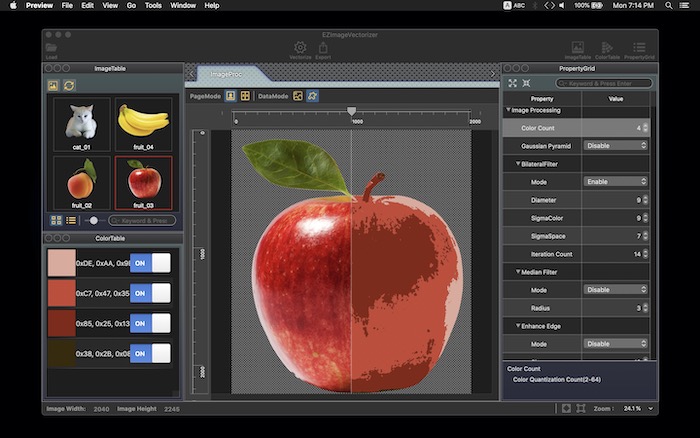 Preview File Edit View Go Tools Window Help A ABC 100% Mon 7:14 PM
EZimageVectorizer
Load Vectorize Export ImageTable ColorTable PropertyGrid
ImageTable
cat_01 fruit_04
fruit_02 fruit_03
Keyword & Press
ColorTable
0xDE, 0xAA, 0x9 ON
0xC7, 0x47, 0x35 ON
0x85, 0x25, 0x13 ON
0x38, 0x2B, 0x08 ON
ImageProc
PageMode DataMode
0 1000 2000
0
1000
2000
PropertyGrid
Keyword & Press Enter
Property Value
Image Processing
Color Count 4
Gaussian Pyramid Disable
BilateralFilter
Mode Enable
Diameter 9
SigmaColor 9
SigmaSpace 7
Iteration Count 14
Median Filter
Mode Disable
Radius 3
Enhance Edge
Mode Disable
Color Count
Color Quantization Count(2-64)
Image Width: 2040 Image Height 2245 Zoom : 24.1%